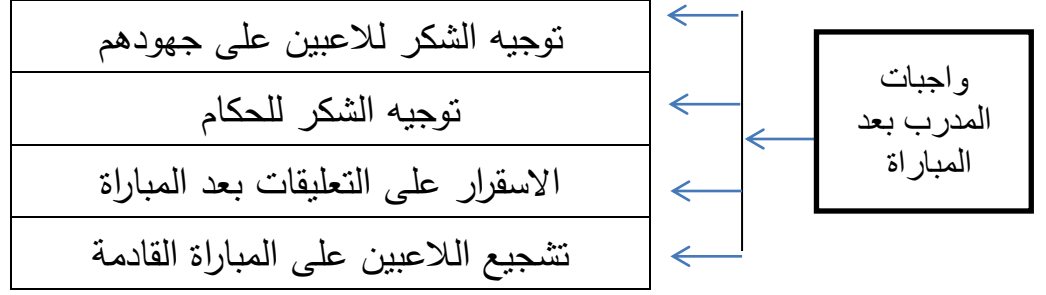 واجبات
المدرب بعد
المباراة
توجيه الشكر للاعبين على جهودهم
توجيه الشكر للحكام
الاسقرار على التعليقات بعد المباراة
تشجيع اللاعبين على المباراة القادمة